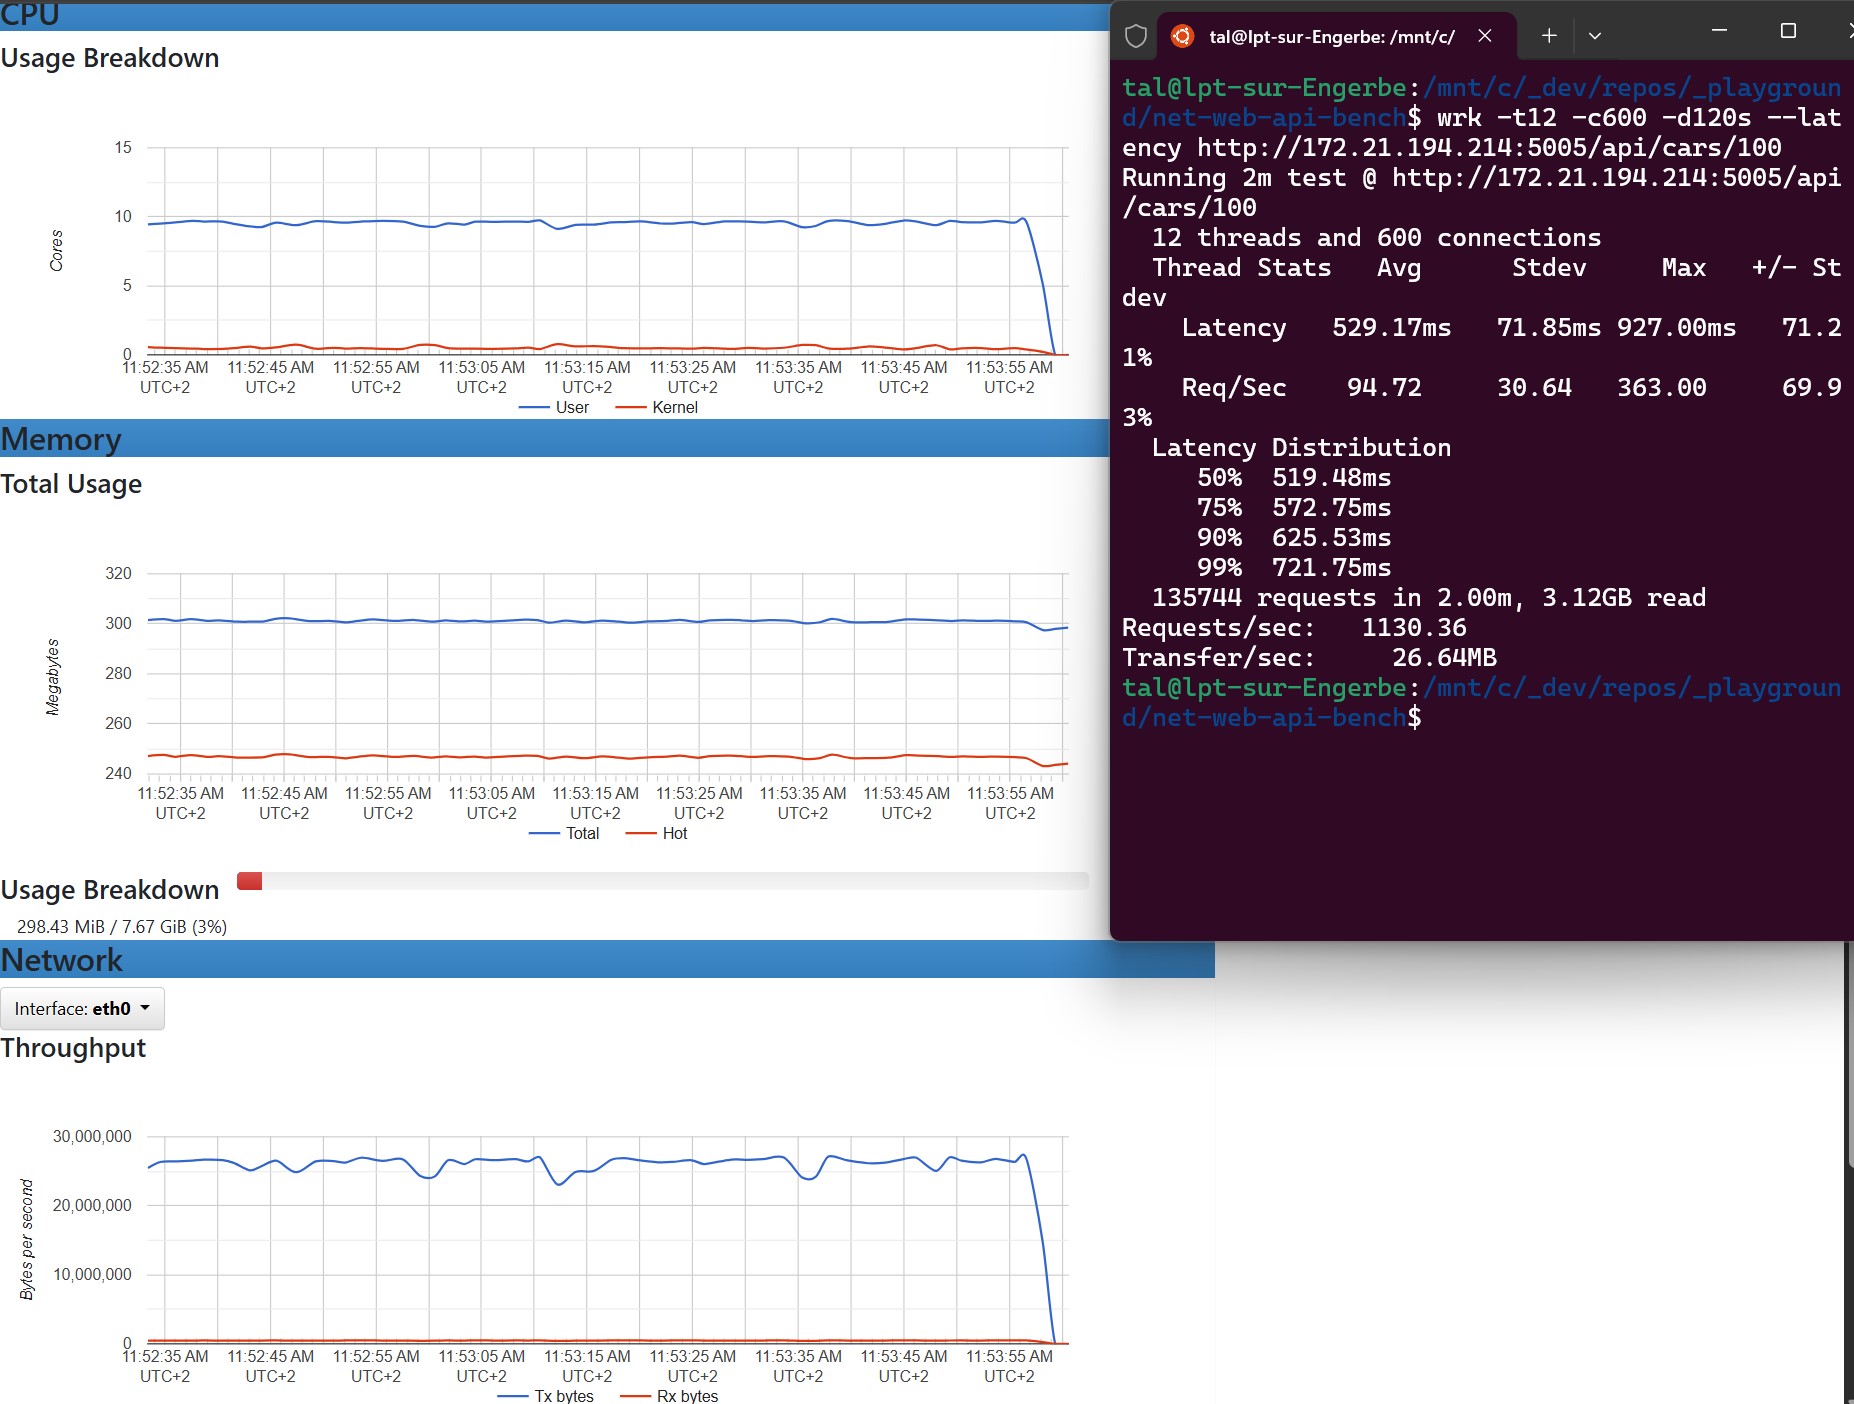 CPU
Usage Breakdown
15
10
5
0
Cores
11:52:35 AM 11:52:45 AM 11:52:55 AM 11:53:05 AM 11:53:15 AM 11:53:25 AM 11:53:35 AM 11:53:45 AM 11:53:55 AM
UTC+2 UTC+2 UTC+2 UTC+2 UTC+2 UTC+2 UTC+2 UTC+2 UTC+2
User Kernel
Memory
Total Usage
320
300
280
260
240
Megabytes
11:52:35 AM 11:52:45 AM 11:52:55 AM 11:53:05 AM 11:53:15 AM 11:53:25 AM 11:53:35 AM 11:53:45 AM 11:53:55 AM
UTC+2 UTC+2 UTC+2 UTC+2 UTC+2 UTC+2 UTC+2 UTC+2 UTC+2
Total Hot
Usage Breakdown
298.43 MiB / 7.67 GiB (3%)
Network
Interface: eth0
Throughput
30,000,000
20,000,000
10,000,000
0
Bytes per second
11:52:35 AM 11:52:45 AM 11:52:55 AM 11:53:05 AM 11:53:15 AM 11:53:25 AM 11:53:35 AM 11:53:45 AM 11:53:55 AM
UTC+2 UTC+2 UTC+2 UTC+2 UTC+2 UTC+2 UTC+2 UTC+2 UTC+2
Tx bytes Rx bytes
tal@lpt-sur-Engerbe: /mnt/c/
tal@lpt-sur-Engerbe:/mnt/c/_dev/repos/_playgroun
d/net-web-api-bench$ wrk -t12 -c600 -d120s --lat
ency http://172.21.194.214:5005/api/cars/100
Running 2m test @ http://172.21.194.214:5005/api
/cars/100
12 threads and 600 connections
Thread Stats Avg Stdev Max +/- St
dev
Latency 529.17ms 71.85ms 927.00ms 71.2
1%
Req/Sec 94.72 30.64 363.00 69.9
3%
Latency Distribution
50% 519.48ms
75% 572.75ms
90% 625.53ms
99% 721.75ms
135744 requests in 2.00m, 3.12GB read
Requests/sec: 1130.36
Transfer/sec: 26.64MB
tal@lpt-sur-Engerbe:/mnt/c/_dev/repos/_playgroun
d/net-web-api-bench$